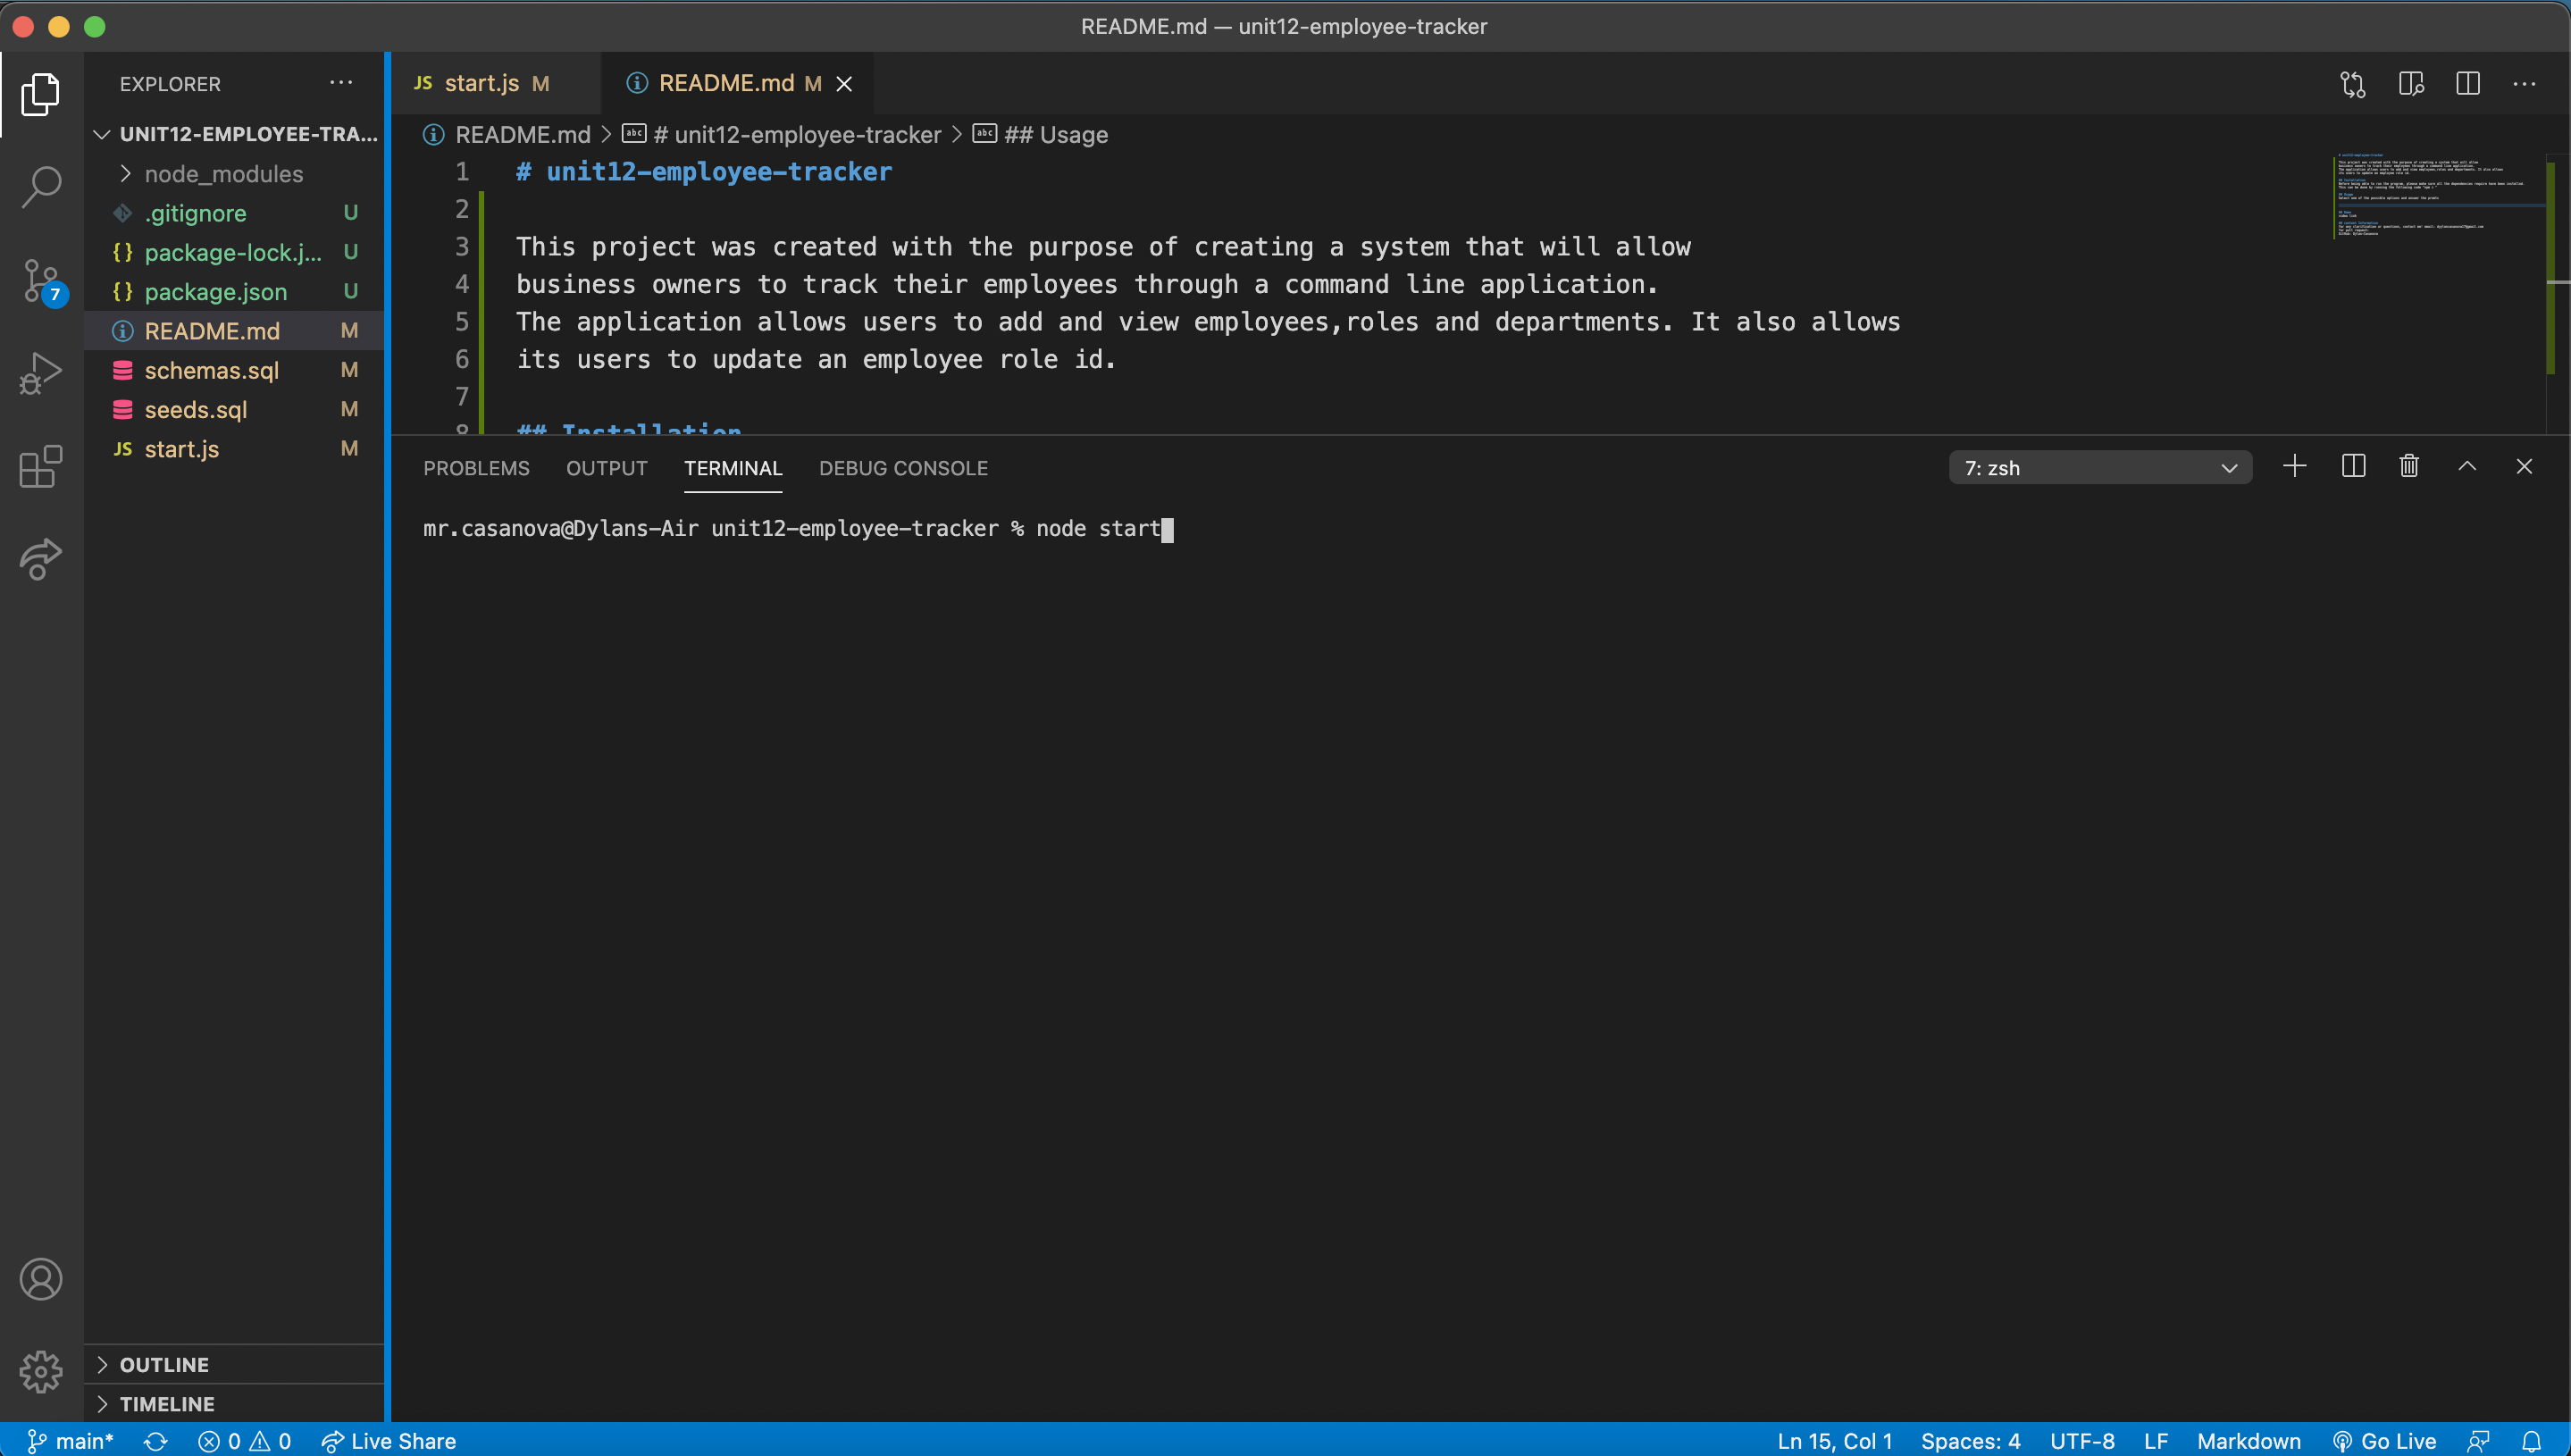 README.md — unit12-employee-tracker
EXPLORER
UNIT12-EMPLOYEE-TRA...
node_modules
.gitignore U
{} package-lock.j... U
{} package.json U
README.md M
schemas.sql M
seeds.sql M
JS start.js M
OUTLINE
TIMELINE
7
JS start.js M
README.md M
README.md > # unit12-employee-tracker > ## Usage
1 # unit12-employee-tracker
2
3 This project was created with the purpose of creating a system that will allow
4 business owners to track their employees through a command line application.
5 The application allows users to add and view employees,roles and departments. It also allows
6 its users to update an employee role id.
7
8 ## Installation
PROBLEMS OUTPUT TERMINAL DEBUG CONSOLE
7: zsh
mr.casanova@Dylans-Air unit12-employee-tracker % node start
main* 0 0 Live Share
Ln 15, Col 1 Spaces: 4 UTF-8 LF Markdown Go Live